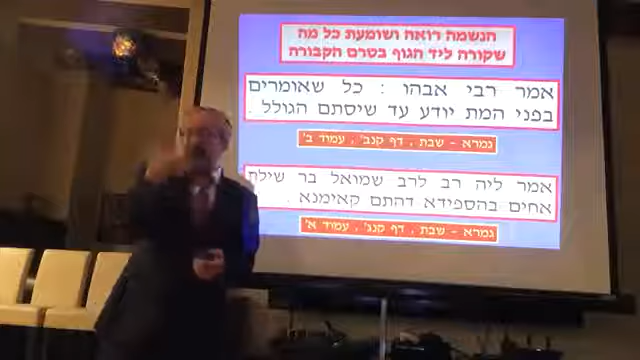 הנשמה רואה ושומעת כל מה
שקורה ליד הגוף בטרם הקבורה
אמר רבי אבהו : כל שאומרים
בפני המת יודע עד שיסתם הגולל .
גמרא - שבת , דף קנב' , עמוד ב'
אמר ליה רב לרב שמואל בר שילת
אחים בהספידא דהתם קאימנא .
גמרא - שבת , דף קנג' , עמוד א'